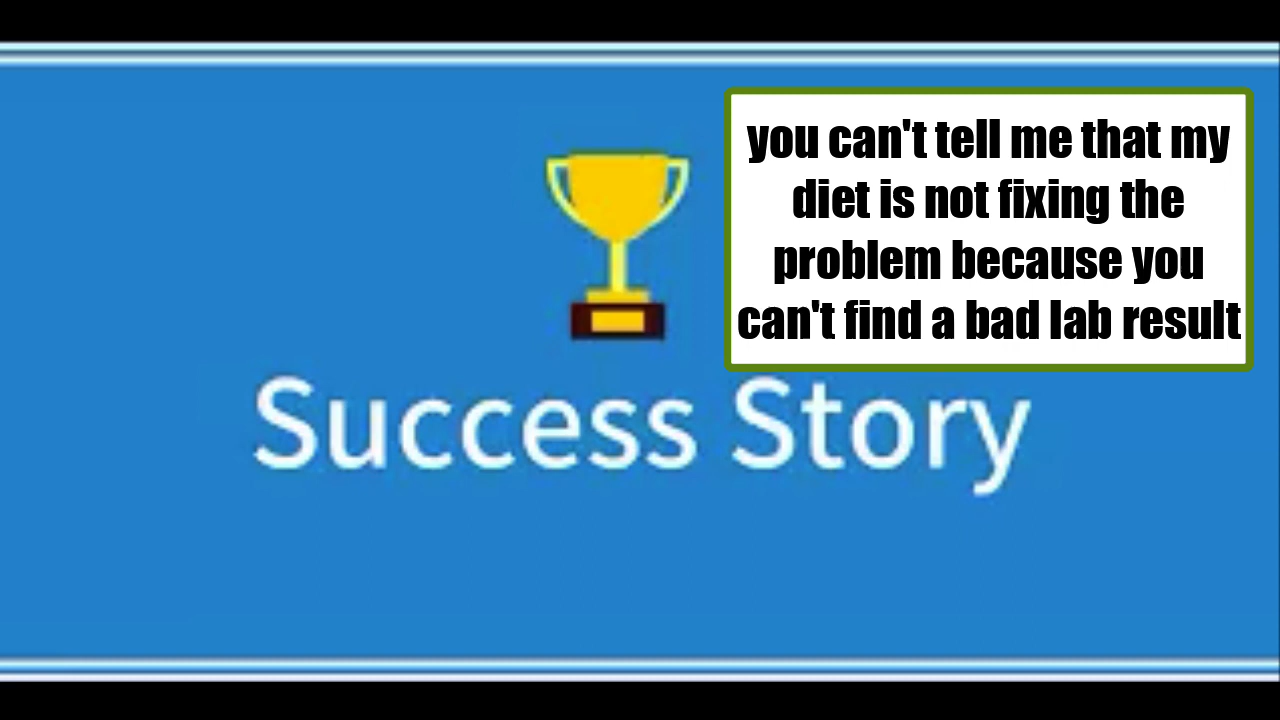 you can't tell me that my
diet is not fixing the
problem because you
can't find a bad lab result
Success Story